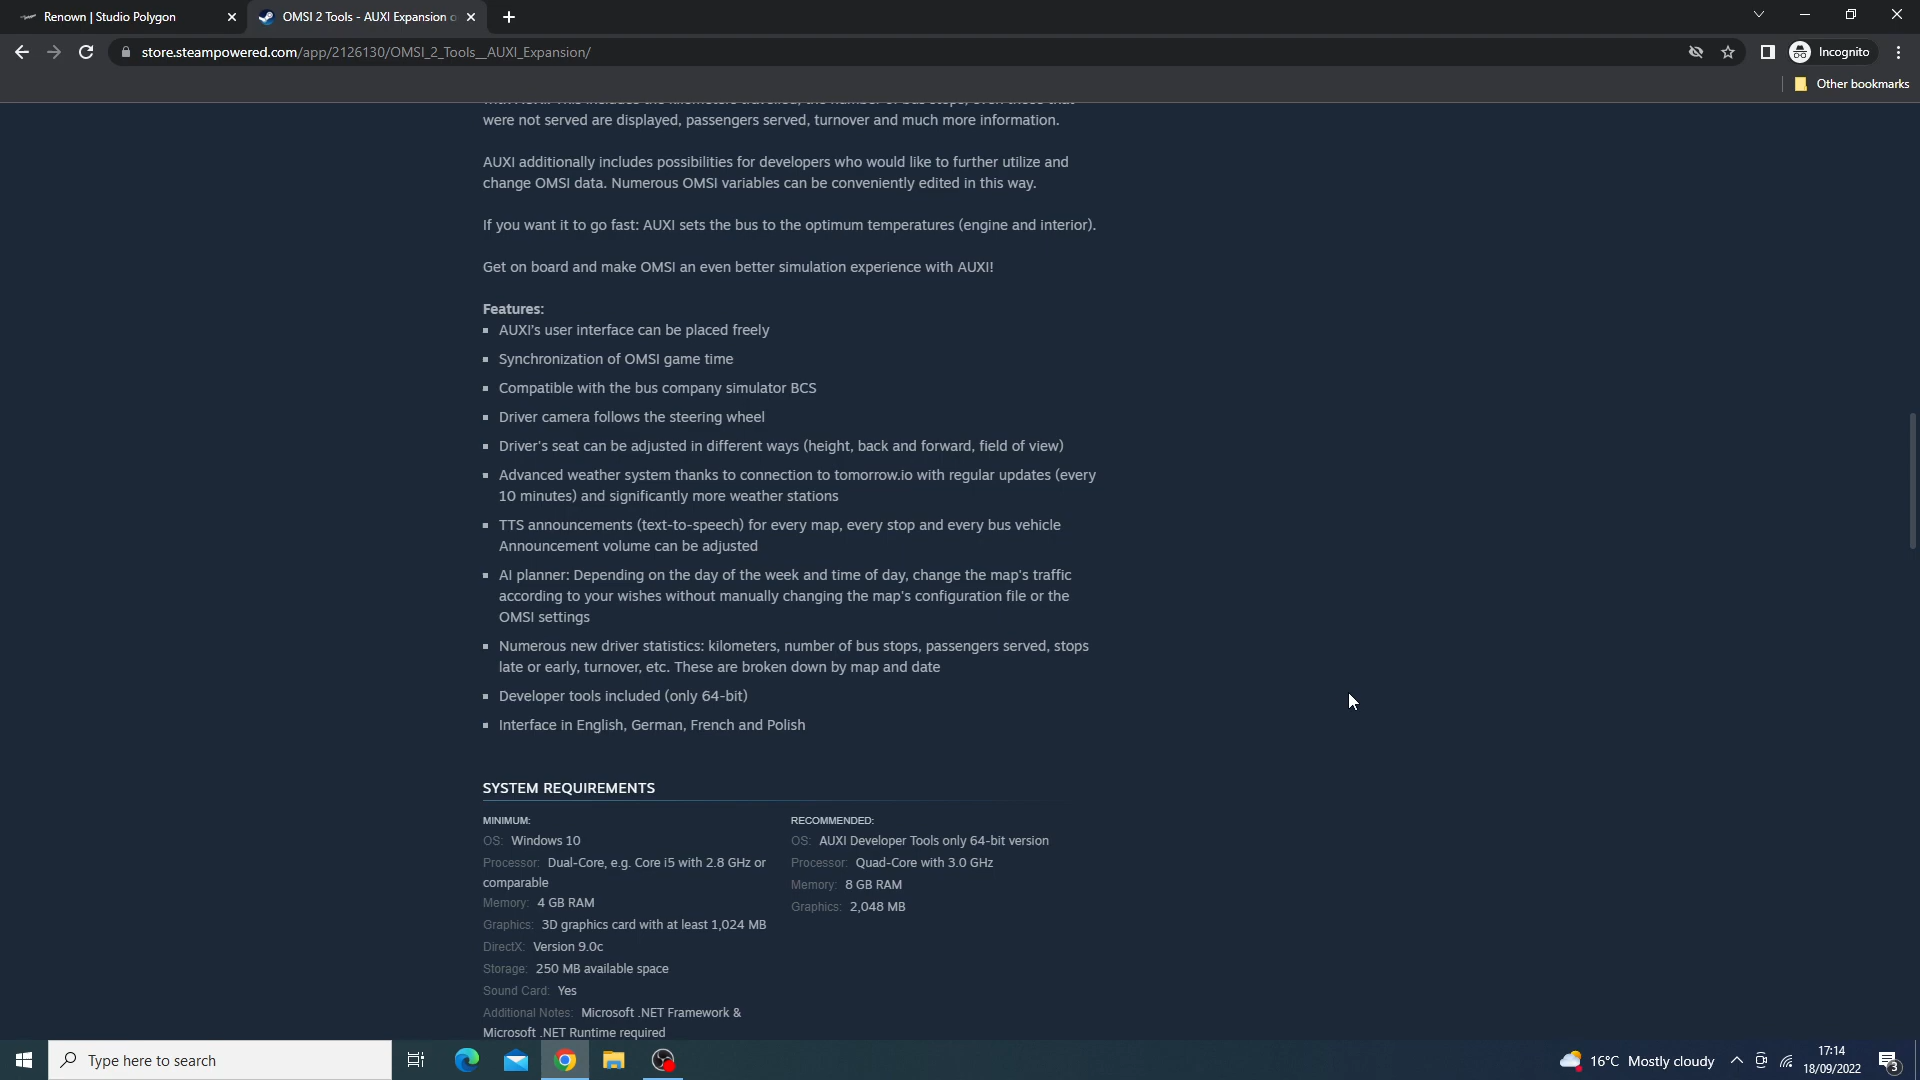 Renown | Studio Polygon
OMSI 2 Tools - AUXI Expansion o
store.steampowered.com/app/2126130/OMSI_2_Tools__AUXI_Expansion/
Incognito
Other bookmarks
were not served are displayed, passengers served, turnover and much more information.
AUXI additionally includes possibilities for developers who would like to further utilize and
change OMSI data. Numerous OMSI variables can be conveniently edited in this way.
If you want it to go fast: AUXI sets the bus to the optimum temperatures (engine and interior).
Get on board and make OMSI an even better simulation experience with AUXI!
Features:
AUXI's user interface can be placed freely
Synchronization of OMSI game time
Compatible with the bus company simulator BCS
Driver camera follows the steering wheel
Driver's seat can be adjusted in different ways (height, back and forward, field of view)
Advanced weather system thanks to connection to tomorrow.io with regular updates (every
10 minutes) and significantly more weather stations
TTS announcements (text-to-speech) for every map, every stop and every bus vehicle
Announcement volume can be adjusted
AI planner: Depending on the day of the week and time of day, change the map's traffic
according to your wishes without manually changing the map's configuration file or the
OMSI settings
Numerous new driver statistics: kilometers, number of bus stops, passengers served, stops
late or early, turnover, etc. These are broken down by map and date
Developer tools included (only 64-bit)
Interface in English, German, French and Polish
SYSTEM REQUIREMENTS
MINIMUM:
OS: Windows 10
Processor: Dual-Core, e.g. Core i5 with 2.8 GHz or
comparable
Memory: 4 GB RAM
Graphics: 3D graphics card with at least 1,024 MB
DirectX: Version 9.0c
Storage: 250 MB available space
Sound Card: Yes
Additional Notes: Microsoft .NET Framework &
Microsoft .NET Runtime required
RECOMMENDED:
OS: AUXI Developer Tools only 64-bit version
Processor: Quad-Core with 3.0 GHz
Memory: 8 GB RAM
Graphics: 2,048 MB
Type here to search
16°C Mostly cloudy
17:14
18/09/2022
3